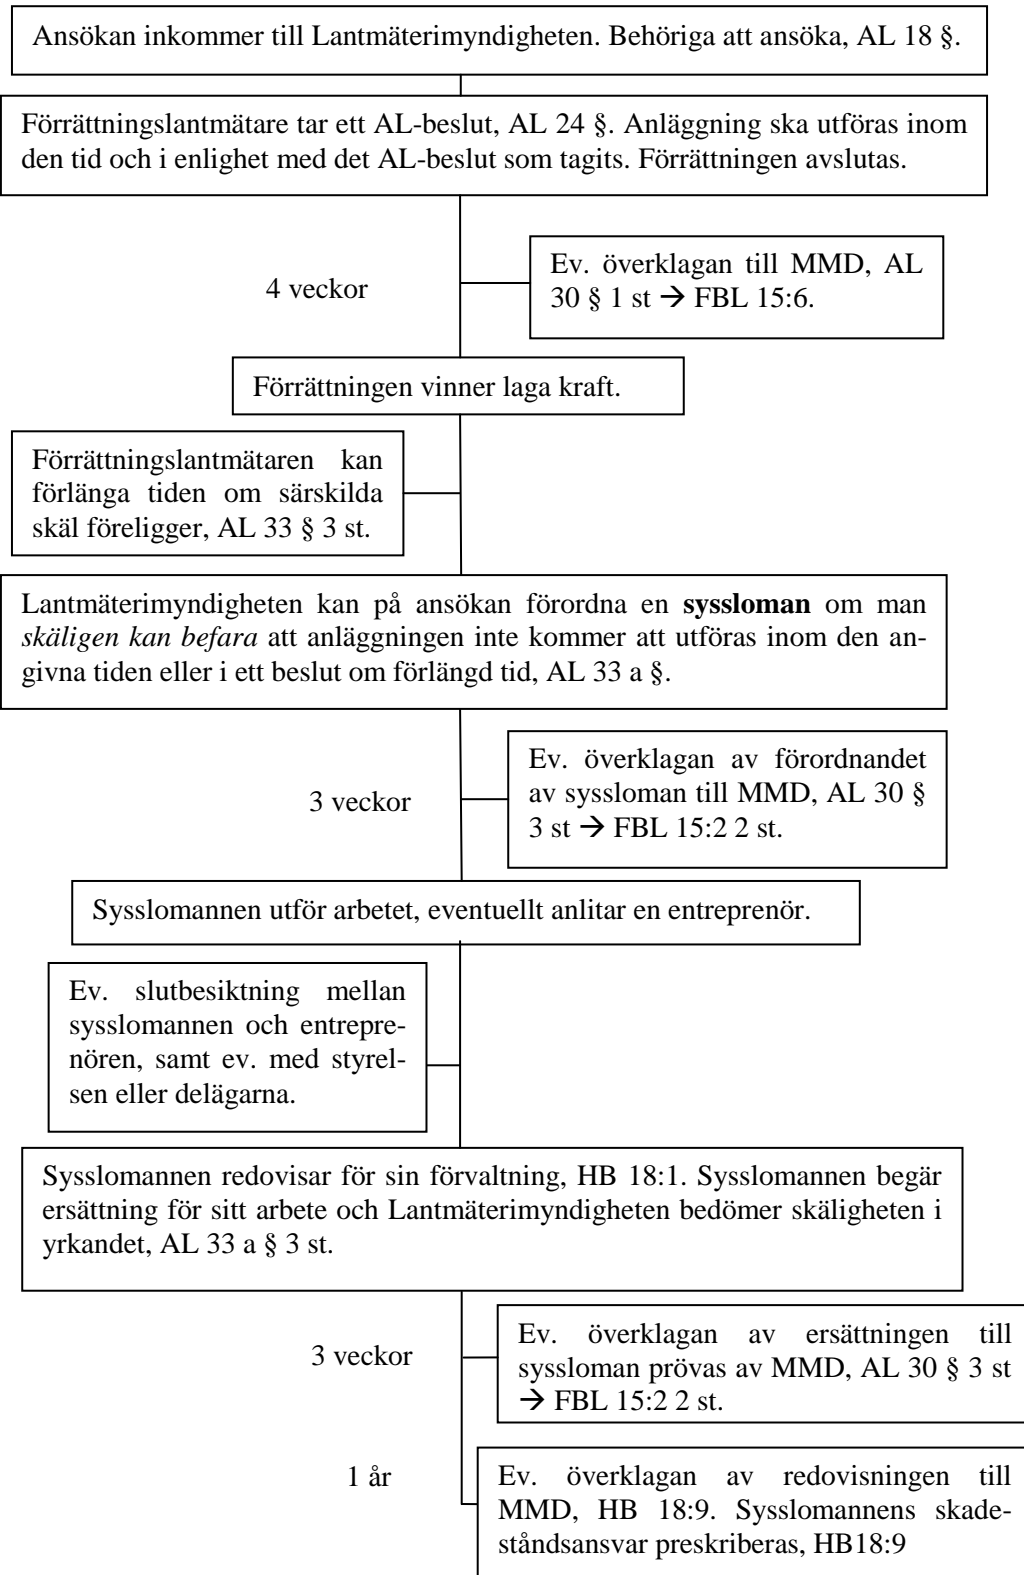 Ansökan inkommer till Lantmäterimyndigheten. Behöriga att ansöka, AL 18 §.
Förrättningslantmätare tar ett AL-beslut, AL 24 §. Anläggning ska utföras inom
den tid och i enlighet med det AL-beslut som tagits. Förrättningen avslutas.
4 veckor
Ev. överklagan till MMD, AL
30 § 1 st → FBL 15:6.
Förrättningen vinner laga kraft.
Förrättningslantmätaren kan
förlänga tiden om särskilda
skäl föreligger, AL 33 § 3 st.
Lantmäterimyndigheten kan på ansökan förordna en syssloman om man
skäligen kan befara att anläggningen inte kommer att utföras inom den an-
givna tiden eller i ett beslut om förlängd tid, AL 33 a §.
3 veckor
Ev. överklagan av förordnandet
av syssloman till MMD, AL 30 §
3 st → FBL 15:2 2 st.
Sysslomannen utför arbetet, eventuellt anlitar en entreprenör.
Ev. slutbesiktning mellan
sysslomannen och entrepre-
nören, samt ev. med styrel-
sen eller delägarna.
Sysslomannen redovisar för sin förvaltning, HB 18:1. Sysslomannen begär
ersättning för sitt arbete och Lantmäterimyndigheten bedömer skäligheten i
yrkandet, AL 33 a § 3 st.
3 veckor
Ev. överklagan av ersättningen till
syssloman prövas av MMD, AL 30 § 3 st
→ FBL 15:2 2 st.
1 år
Ev. överklagan av redovisningen till
MMD, HB 18:9. Sysslomannens skade-
ståndsansvar preskriberas, HB18:9